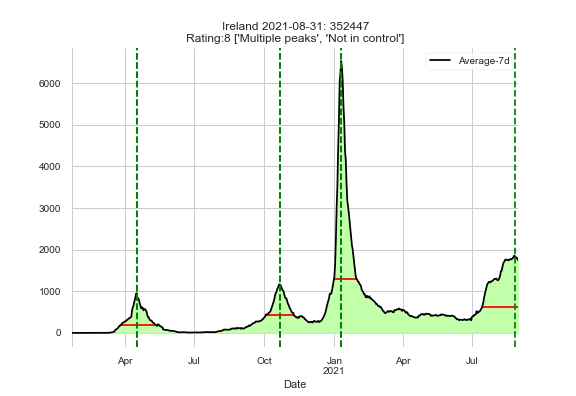 Ireland 2021-08-31: 352447
Rating:8 ['Multiple peaks', 'Not in control']
Average-7d
6000
5000
4000
3000
2000
1000
0
Apr
Jul
Oct
Jan
2021
Apr
Jul
Date